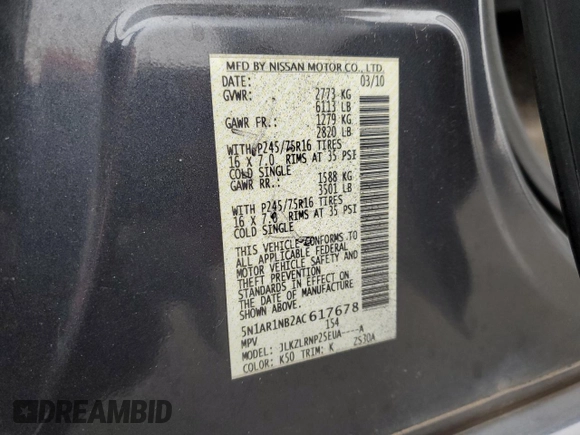 MFD BY NISSAN MOTOR CO., LTD.
DATE: 03/10
GVWR: 2773 KG
6113 LB
GAWR FR.: 1279 KG
2820 LB
WITH P245/75R16 TIRES
16 X 7.0 RIMS AT 35 PSI
COLD SINGLE
GAWR RR.: 1588 KG
3501 LB
WITH P245/75R16 TIRES
16 X 7.0 RIMS AT 35 PSI
COLD SINGLE
THIS VEHICLE CONFORMS TO
ALL APPLICABLE FEDERAL
MOTOR VEHICLE SAFETY AND
THEFT PREVENTION
STANDARDS IN EFFECT ON
THE DATE OF MANUFACTURE
5N1AR1NB2AC617678
MPV 154
MODEL: JLKZLRNP25EUA----A
COLOR: K50 TRIM: K ZS30A
DREAMBID